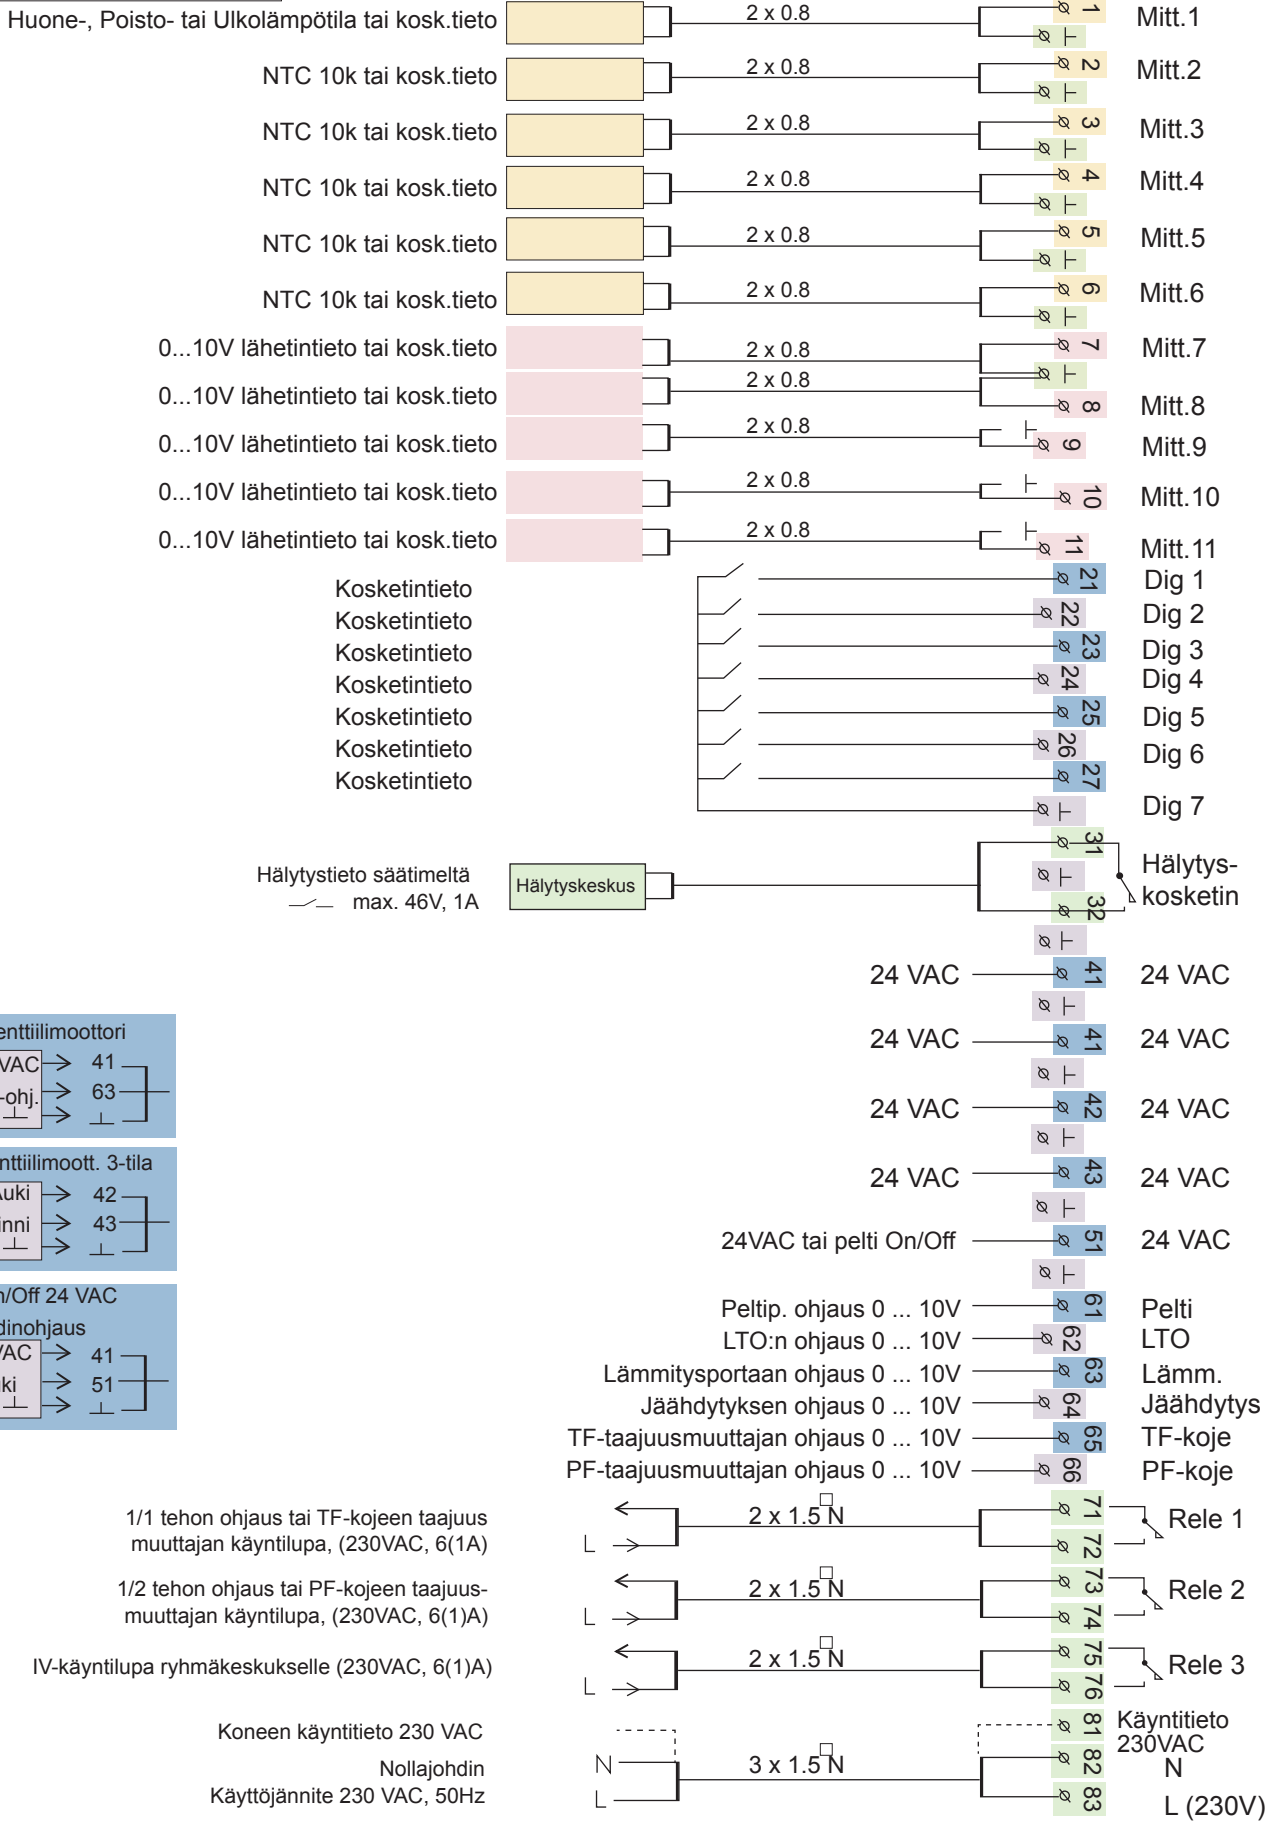 Huone-, Poisto- tai Ulkolämpötila tai kosk.tieto 2 x 0.8 1 Mitt.1
NTC 10k tai kosk.tieto 2 x 0.8 2 Mitt.2
NTC 10k tai kosk.tieto 2 x 0.8 3 Mitt.3
NTC 10k tai kosk.tieto 2 x 0.8 4 Mitt.4
NTC 10k tai kosk.tieto 2 x 0.8 5 Mitt.5
NTC 10k tai kosk.tieto 2 x 0.8 6 Mitt.6
0...10V lähetintieto tai kosk.tieto 2 x 0.8 7 Mitt.7
0...10V lähetintieto tai kosk.tieto 2 x 0.8 8 Mitt.8
0...10V lähetintieto tai kosk.tieto 2 x 0.8 9 Mitt.9
0...10V lähetintieto tai kosk.tieto 2 x 0.8 10 Mitt.10
0...10V lähetintieto tai kosk.tieto 2 x 0.8 11 Mitt.11
Kosketintieto 21 Dig 1
Kosketintieto 22 Dig 2
Kosketintieto 23 Dig 3
Kosketintieto 24 Dig 4
Kosketintieto 25 Dig 5
Kosketintieto 26 Dig 6
Kosketintieto 27
Dig 7
31
Hälytystieto säätimeltä Hälytyskeskus Hälytys-
max. 46V, 1A 32 kosketin
24 VAC 41 24 VAC
24 VAC 41 24 VAC
24 VAC 42 24 VAC
24 VAC 43 24 VAC
24VAC tai pelti On/Off 51 24 VAC
enttiilimoottori
VAC 41
-ohj. 63
nttiilimoott. 3-tila
Auki 42
inni 43
n/Off 24 VAC
dinohjaus
VAC 41
uki 51
Peltip. ohjaus 0 ... 10V 61 Pelti
LTO:n ohjaus 0 ... 10V 62 LTO
Lämmitysportaan ohjaus 0 ... 10V 63 Lämm.
Jäähdytyksen ohjaus 0 ... 10V 64 Jäähdytys
TF-taajuusmuuttajan ohjaus 0 ... 10V 65 TF-koje
PF-taajuusmuuttajan ohjaus 0 ... 10V 66 PF-koje
1/1 tehon ohjaus tai TF-kojeen taajuus 2 x 1.5 N 71 Rele 1
muuttajan käyntilupa, (230VAC, 6(1A) L 72
1/2 tehon ohjaus tai PF-kojeen taajuus- 2 x 1.5 N 73 Rele 2
muuttajan käyntilupa, (230VAC, 6(1)A) L 74
IV-käyntilupa ryhmäkeskukselle (230VAC, 6(1)A) 2 x 1.5 N 75 Rele 3
L 76
Koneen käyntitieto 230 VAC 81 Käyntitieto
230VAC
Nollajohdin N 3 x 1.5 N 82 N
Käyttöjännite 230 VAC, 50Hz L 83 L (230V)